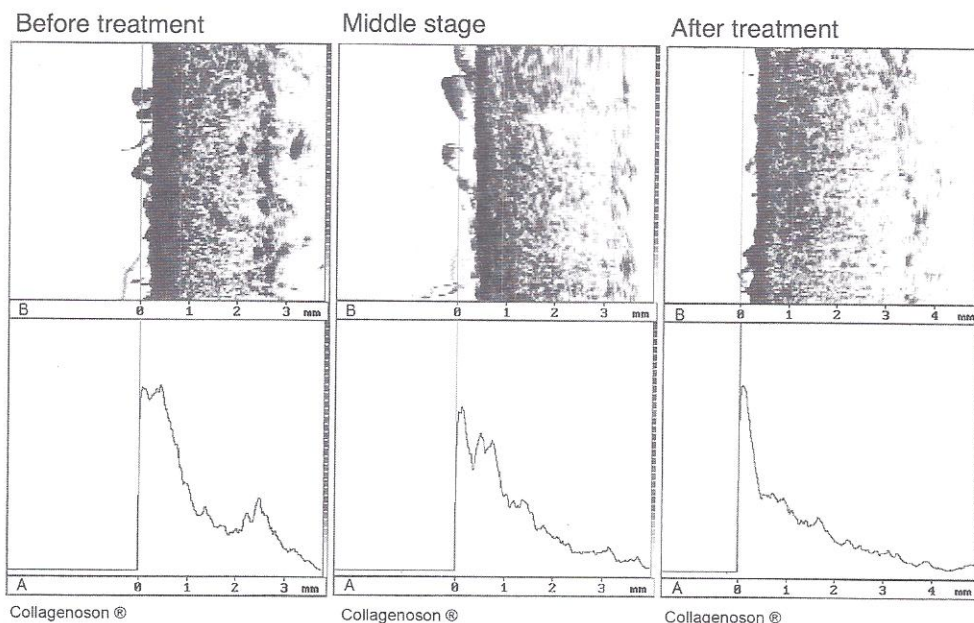 Before treatment
Middle stage
After treatment
B 0 1 2 3 mm
B 0 1 2 3 mm
B 0 1 2 3 4 mm
A 0 1 2 3 mm
A 0 1 2 3 mm
A 0 1 2 3 4 mm
Collagenoson ®
Collagenoson ®
Collagenoson ®